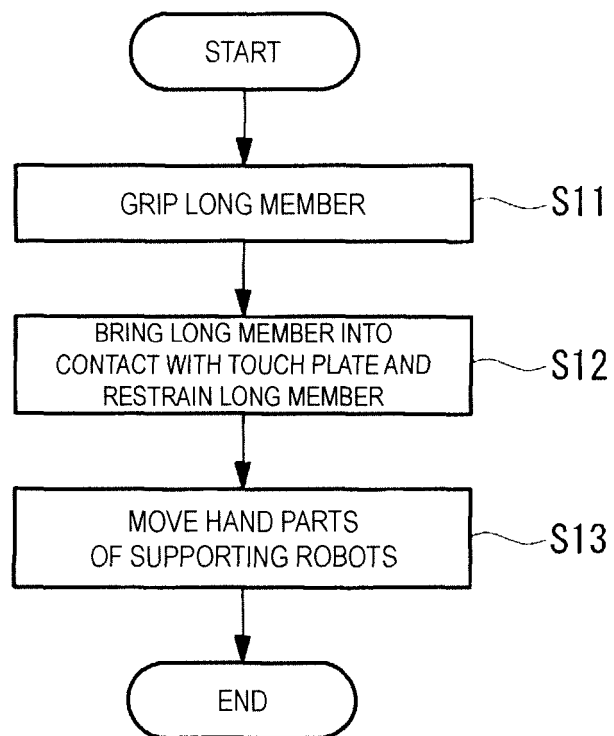 START
GRIP LONG MEMBER
S11
BRING LONG MEMBER INTO
CONTACT WITH TOUCH PLATE AND
RESTRAIN LONG MEMBER
S12
MOVE HAND PARTS
OF SUPPORTING ROBOTS
S13
END